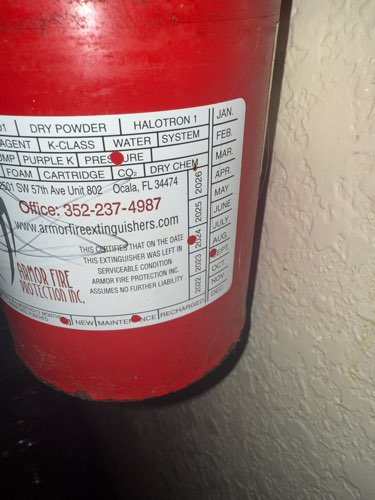 DRY POWDER HALOTRON 1
AGENT K-CLASS WATER SYSTEM
PURPLE K PRESSURE
FOAM CARTRIDGE CO₂ DRY CHEM
SW 57th Ave Unit 802 Ocala, FL 34474
Office: 352-237-4987
www.armorfireextinguishers.com
THIS CERTIFIES THAT ON THE DATE
THIS EXTINGUISHER WAS LEFT IN
SERVICEABLE CONDITION
ARMOR FIRE PROTECTION INC.
ASSUMES NO FURTHER LIABILITY
ARMOR FIRE
PROTECTION INC.
NEW MAINTENANCE RECHARGED
2022 2023 2024 2025 2026
JAN.
FEB.
MAR.
APR.
MAY
JUNE
JULY
AUG.
SEPT.
OCT.
NOV.
DEC.